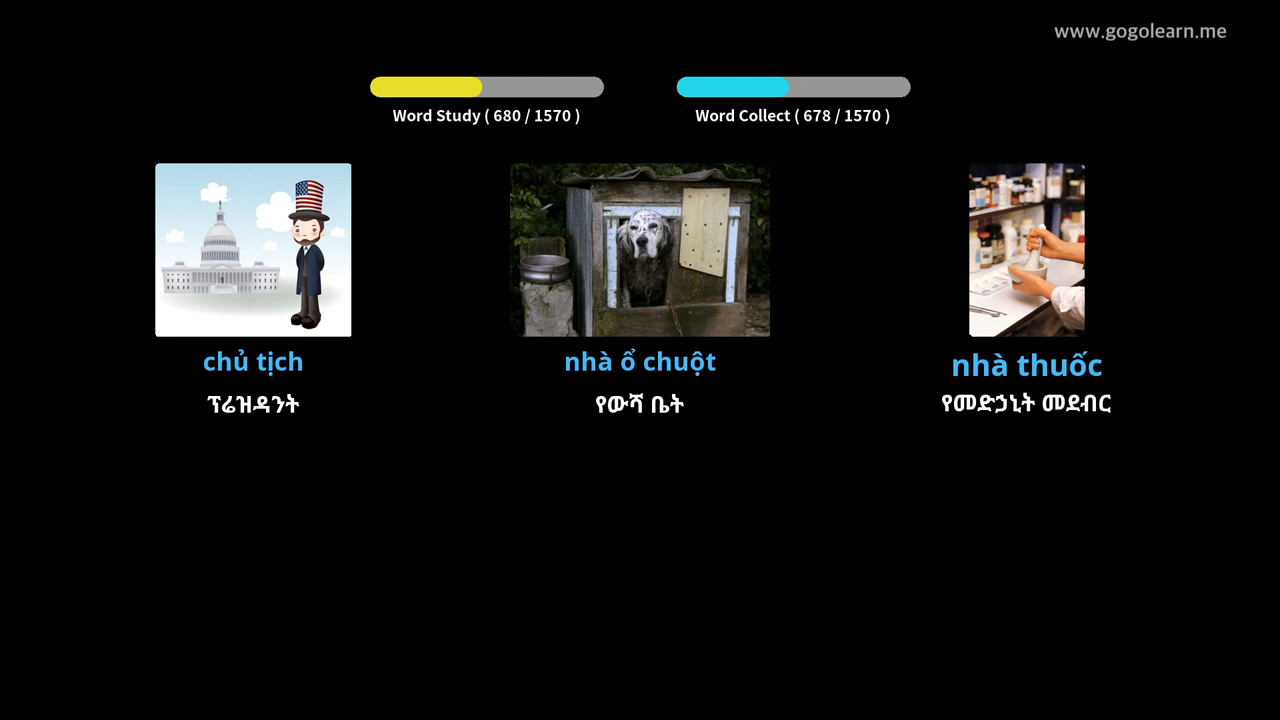 www.gogolearn.me
Word Study ( 680 / 1570 )
Word Collect ( 678 / 1570 )
chủ tịch
nhà ổ chuột
nhà thuốc
ፕሬዝዳንት
የውሻ ቤት
የመድኃኒት መደብር